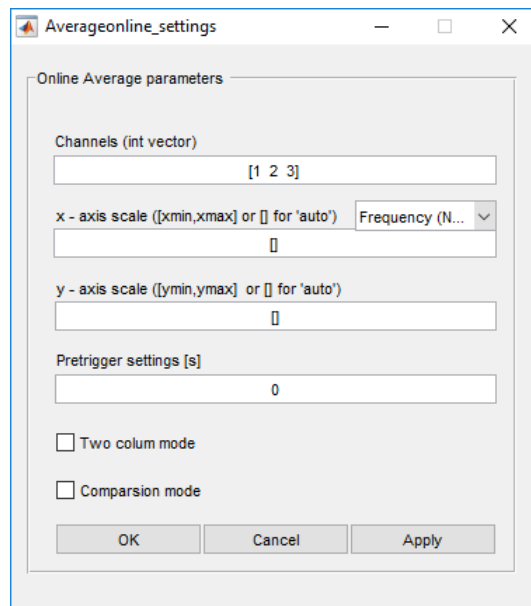 Averageonline_settings
Online Average parameters
Channels (int vector)
[1 2 3]
x - axis scale ([xmin,xmax] or [] for 'auto') Frequency (N...
[]
y - axis scale ([ymin,ymax] or [] for 'auto')
[]
Pretrigger settings [s]
0
Two colum mode
Comparsion mode
OK Cancel Apply